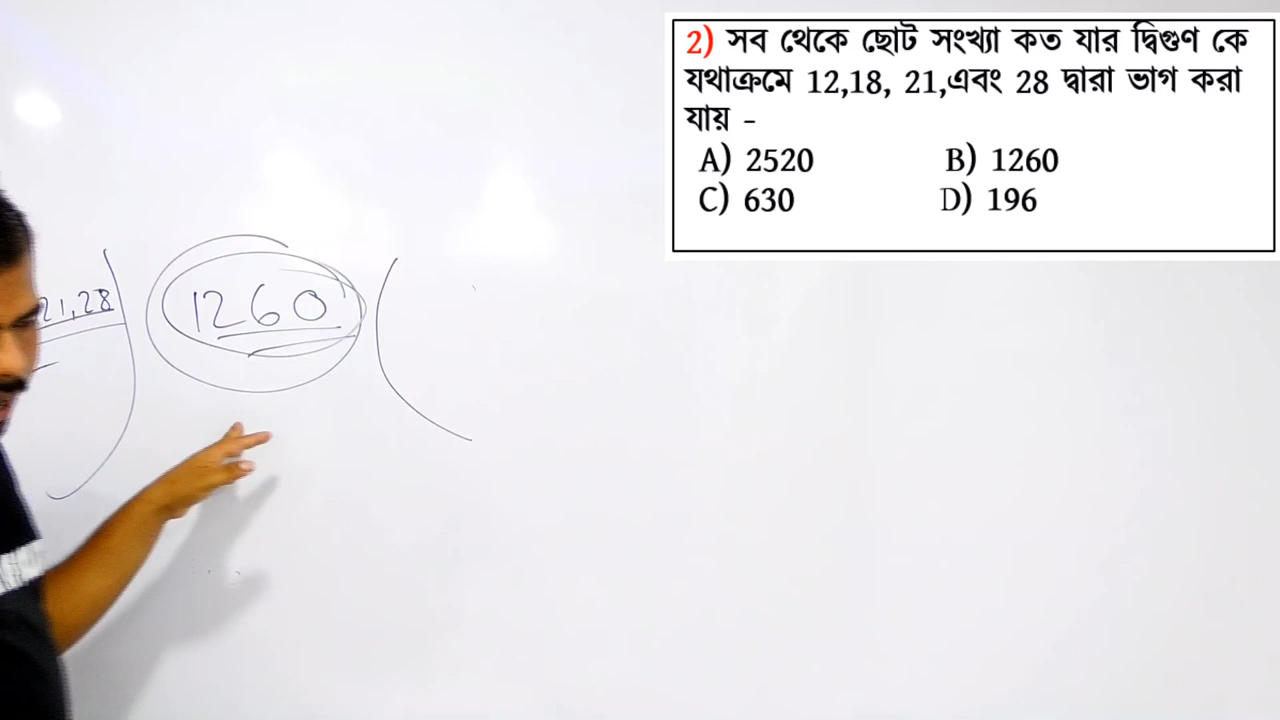 2) সব থেকে ছোট সংখ্যা কত যার দ্বিগুণ কে
যথাক্রমে 12,18, 21,এবং 28 দ্বারা ভাগ করা
যায় -
A) 2520 B) 1260
C) 630 D) 196
21,28
1260